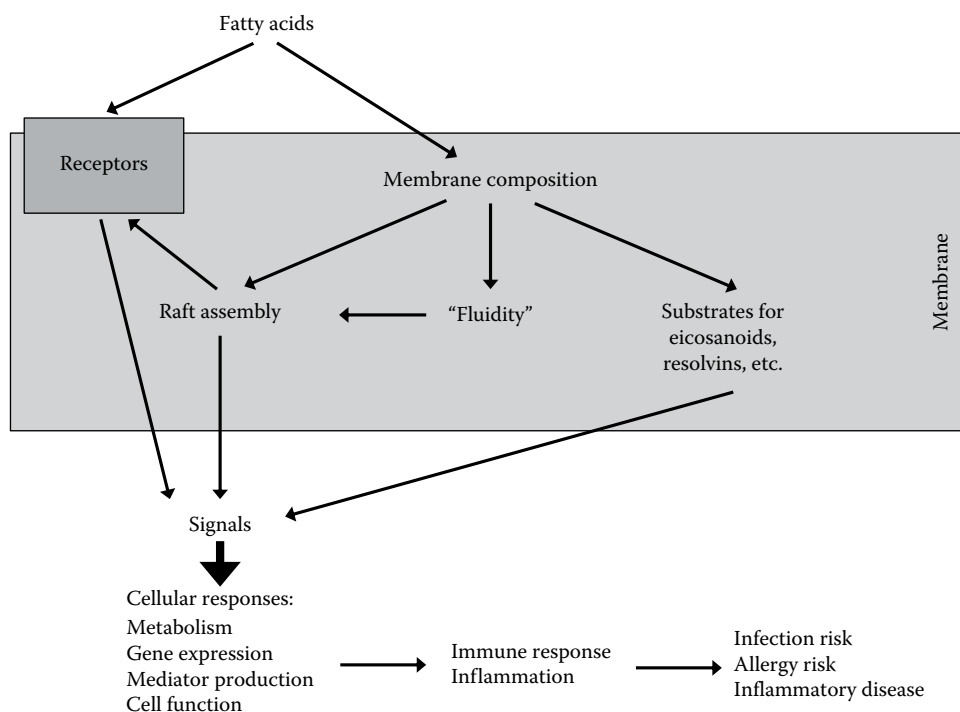 Fatty acids
Receptors
Membrane composition
Membrane
Raft assembly
“Fluidity”
Substrates for
eicosanoids,
resolvins, etc.
Signals
Cellular responses:
Metabolism
Gene expression
Mediator production
Cell function
Immune response
Inflammation
Infection risk
Allergy risk
Inflammatory disease